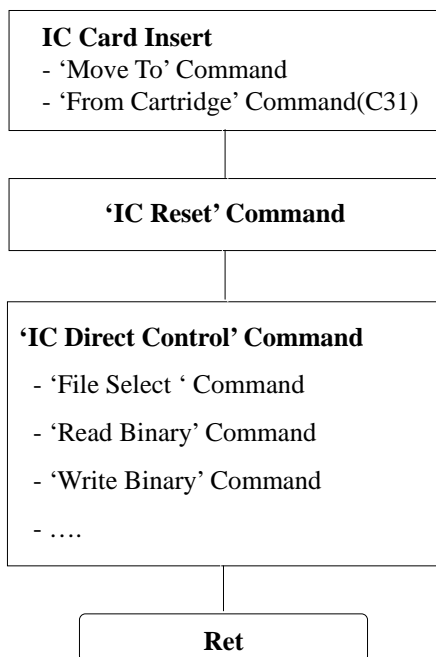 IC Card Insert
- ‘Move To’ Command
- ‘From Cartridge’ Command(C31)
‘IC Reset’ Command
‘IC Direct Control’ Command
- ‘File Select ‘ Command
- ‘Read Binary’ Command
- ‘Write Binary’ Command
- ….
Ret